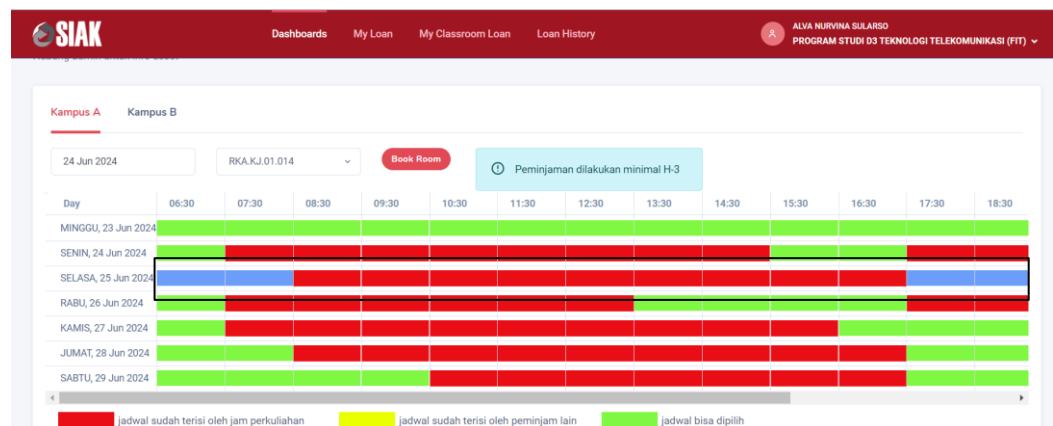 SIAK
Dashboards My Loan My Classroom Loan Loan History
ALVA NURVINA SULARSO
PROGRAM STUDI D3 TEKNOLOGI TELEKOMUNIKASI (FIT)
Kampus A Kampus B
24 Jun 2024 RKA.KJ.01.014 Book Room Peminjaman dilakukan minimal H-3
Day 06:30 07:30 08:30 09:30 10:30 11:30 12:30 13:30 14:30 15:30 16:30 17:30 18:30
MINGGU, 23 Jun 2024
SENIN, 24 Jun 2024
SELASA, 25 Jun 2024
RABU, 26 Jun 2024
KAMIS, 27 Jun 2024
JUMAT, 28 Jun 2024
SABTU, 29 Jun 2024
jadwal sudah terisi oleh jam perkuliahan jadwal sudah terisi oleh peminjam lain jadwal bisa dipilih